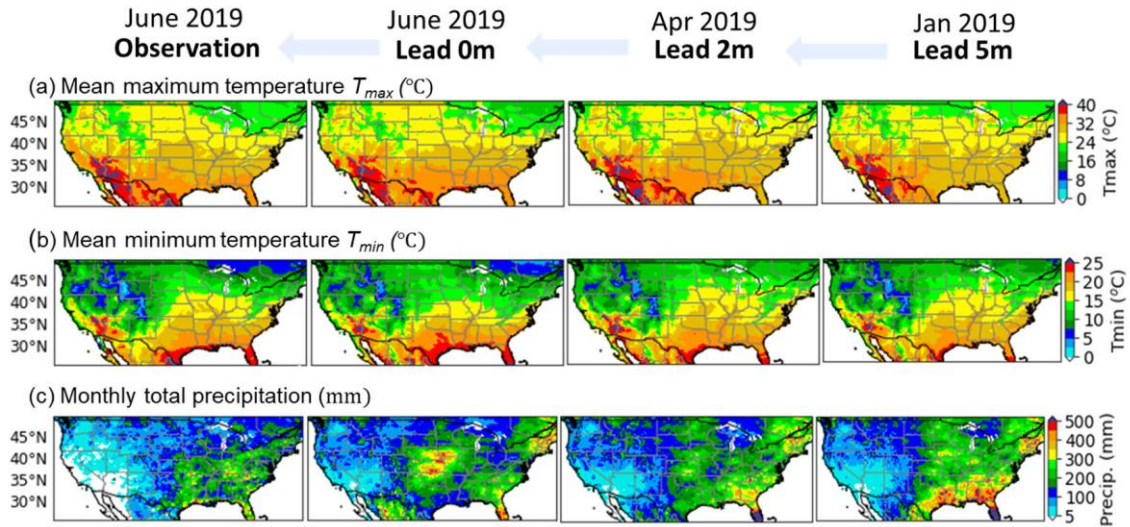 June 2019 June 2019 Apr 2019 Jan 2019
Observation Lead 0m Lead 2m Lead 5m
(a) Mean maximum temperature Tmax (°C)
45°N
40°N
35°N
30°N
40
32
24
16
8
0
Tmax (°C)
(b) Mean minimum temperature Tmin (°C)
45°N
40°N
35°N
30°N
25
20
15
10
5
0
Tmin (°C)
(c) Monthly total precipitation (mm)
45°N
40°N
35°N
30°N
500
400
300
200
100
5
Precip. (mm)